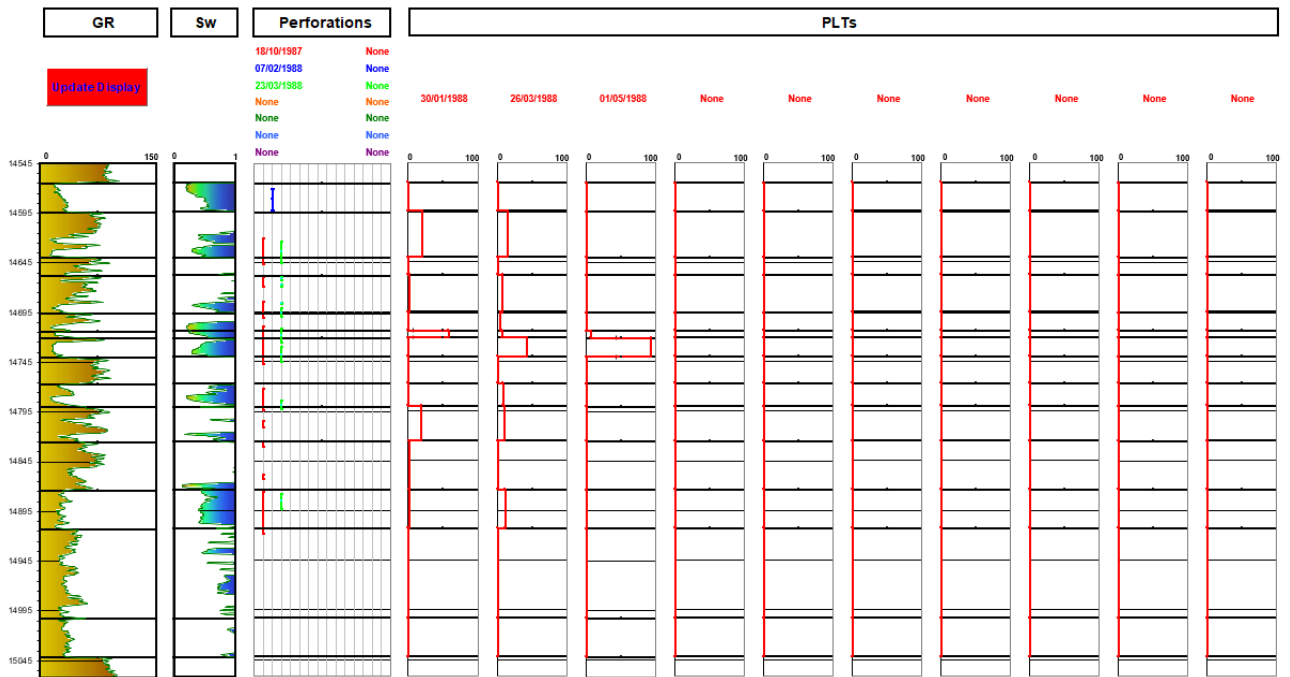 GR Sw Perforations PLTs
18/10/1987 None
07/02/1988 None
Update Display 23/03/1988 None
None None 30/01/1988 26/03/1988 01/05/1988 None None None None None None None
None None
None None
None None
0 150 0 1 0 100 0 100 0 100 0 100 0 100 0 100 0 100 0 100 0 100 0 100
14545
14595
14645
14695
14745
14795
14845
14895
14945
14995
15045